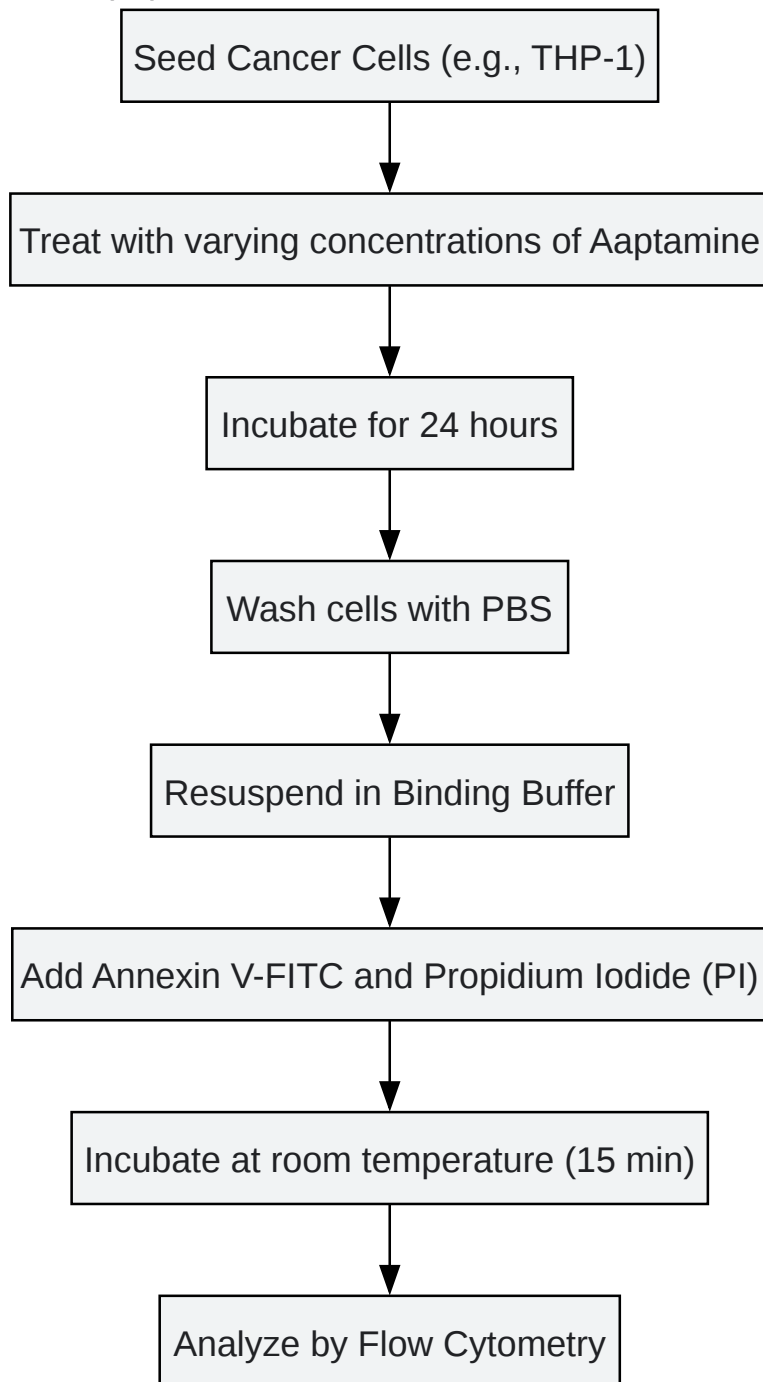 Seed Cancer Cells (e.g., THP-1)
Treat with varying concentrations of Aaptamine
Incubate for 24 hours
Wash cells with PBS
Resuspend in Binding Buffer
Add Annexin V-FITC and Propidium Iodide (PI)
Incubate at room temperature (15 min)
Analyze by Flow Cytometry